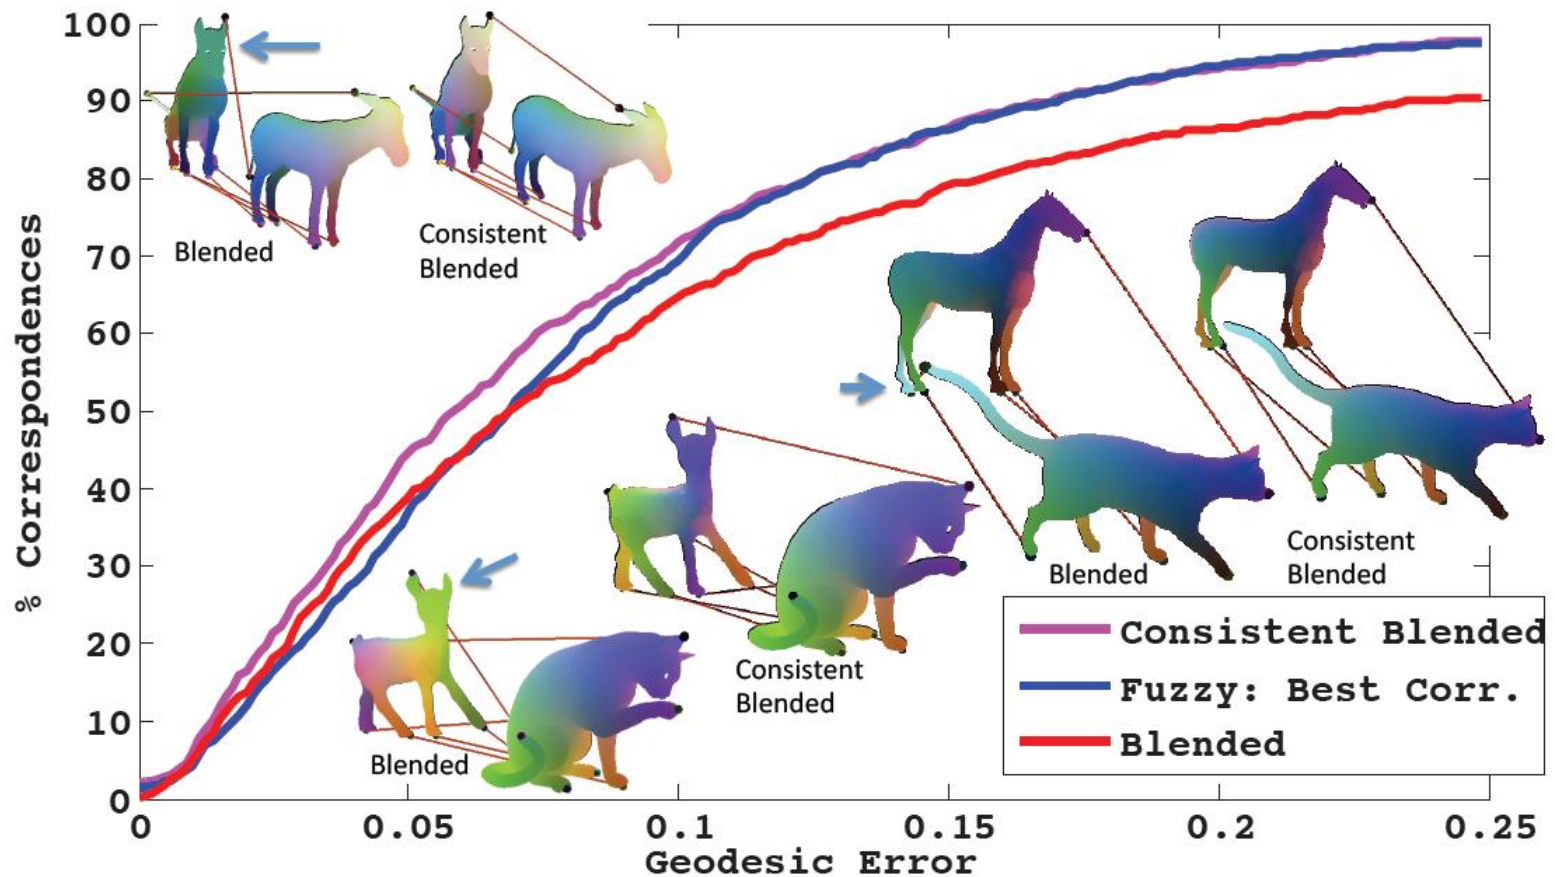 100
90
80
70
60
50
40
30
20
10
0
% Correspondences
Blended
Consistent
Blended
Blended
Consistent
Blended
Consistent
Blended
Blended
Consistent Blended
Fuzzy: Best Corr.
Blended
0
0.05
0.1
0.15
0.2
0.25
Geodesic Error